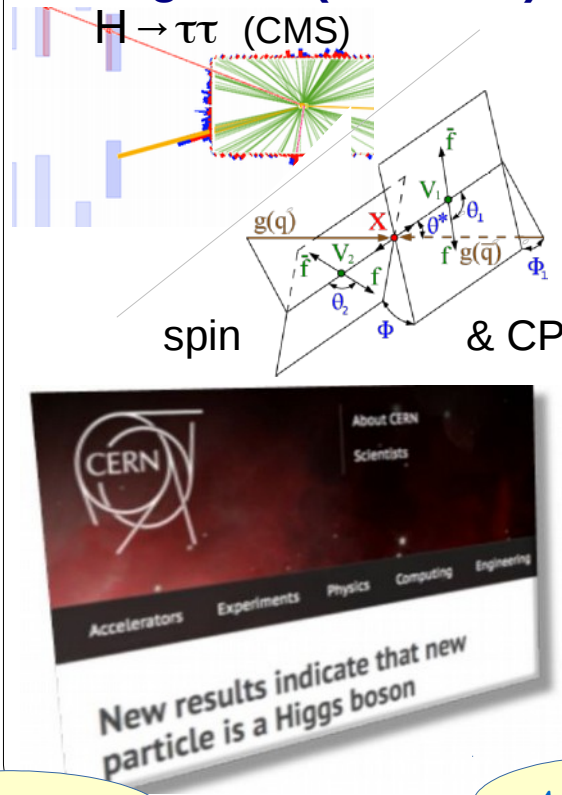 H → ττ (CMS)
f̄
V₁
X
θ* θ₁
g(q)
V₂
f g(q̄)
f̄ f
Φ₁
θ₂
Φ
spin & CP
About CERN
CERN
Scientists
Accelerators Experiments Physics Computing Engineering
New results indicate that new
particle is a Higgs boson